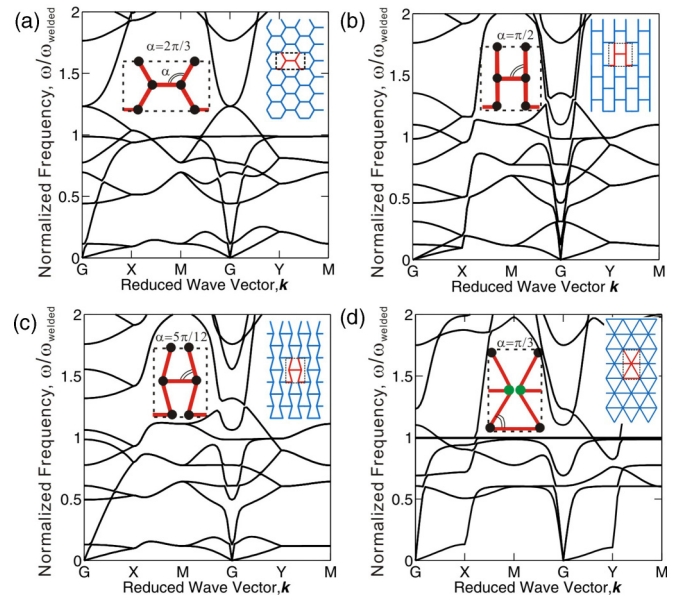 (a)
2
1.5
1
0.5
0
Normalized Frequency, ω/ω_welded
α=2π/3
α
G X M G Y M
Reduced Wave Vector,k
(b)
2
1.5
1
0.5
0
Normalized Frequency, ω/ω_welded
α=π/2
G X M G Y M
Reduced Wave Vector k
(c)
2
1.5
1
0.5
0
Normalized Frequency, ω/ω_welded
α=5π/12
G X M G Y M
Reduced Wave Vector k
(d)
2
1.5
1
0.5
0
Normalized Frequency, ω/ω_welded
α=π/3
G X M G Y M
Reduced Wave Vector k